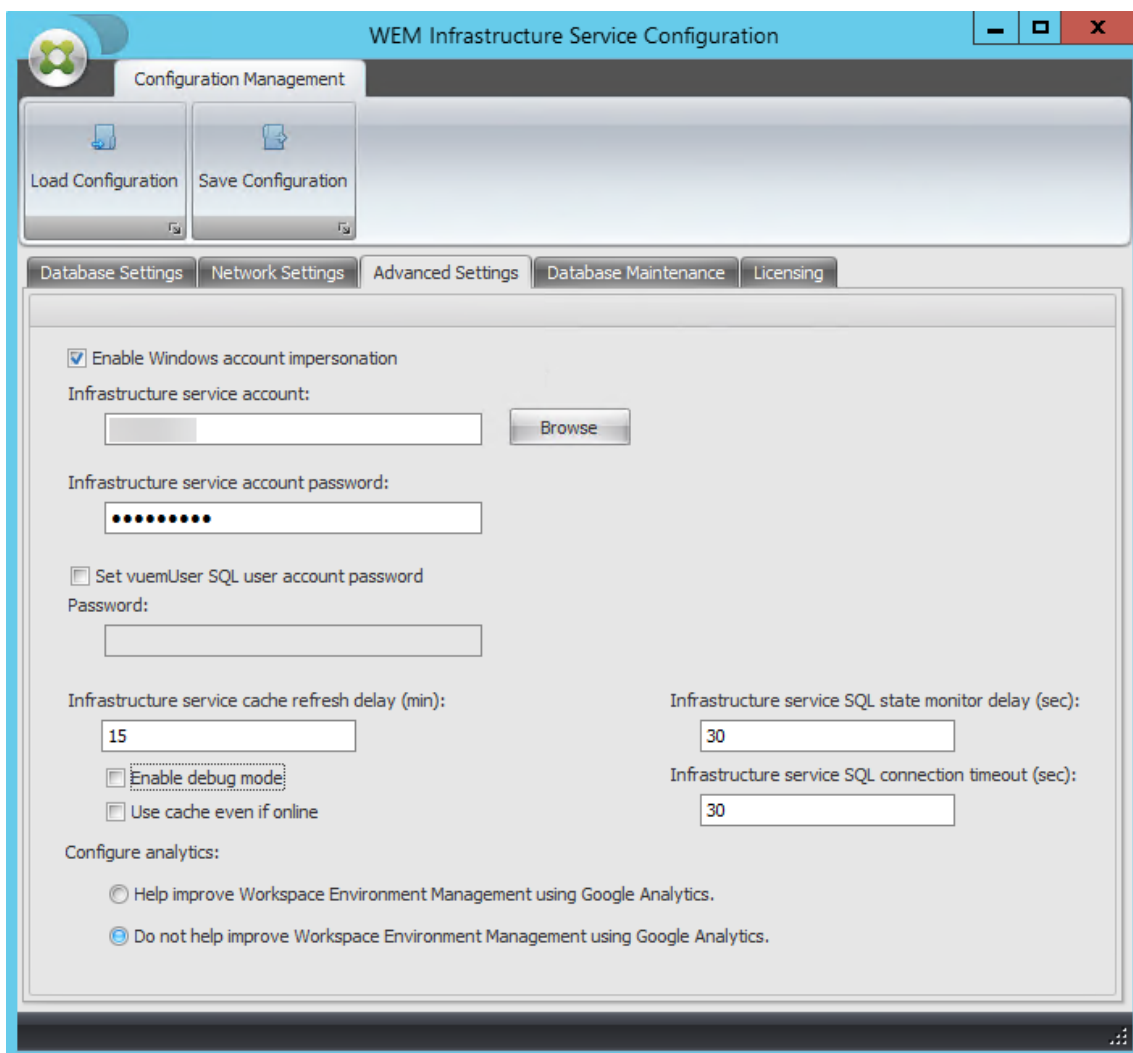 WEM Infrastructure Service Configuration
Configuration Management
Load Configuration
Save Configuration
Database Settings
Network Settings
Advanced Settings
Database Maintenance
Licensing
Enable Windows account impersonation
Infrastructure service account:
Browse
Infrastructure service account password:
•••••••••
Set vuemUser SQL user account password
Password:
Infrastructure service cache refresh delay (min):
15
Enable debug mode
Use cache even if online
Infrastructure service SQL state monitor delay (sec):
30
Infrastructure service SQL connection timeout (sec):
30
Configure analytics:
Help improve Workspace Environment Management using Google Analytics.
Do not help improve Workspace Environment Management using Google Analytics.